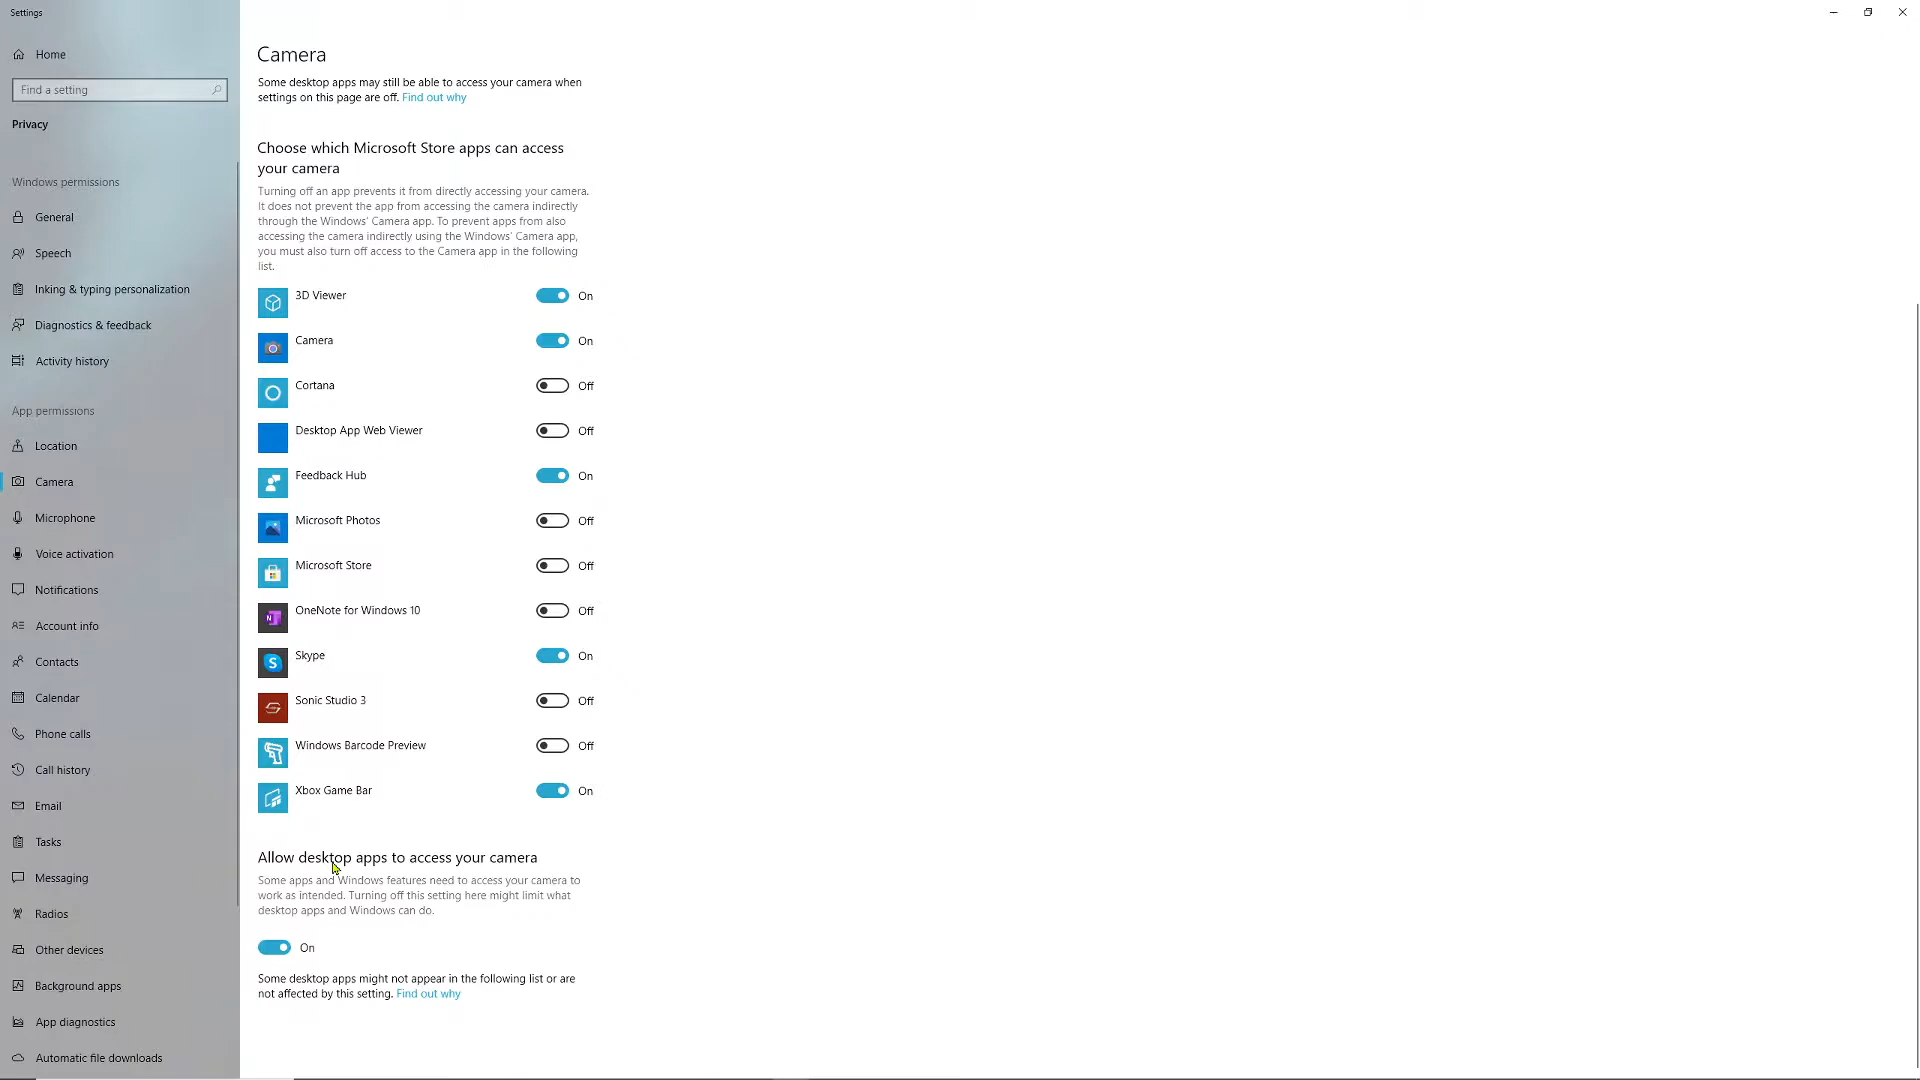 Settings
Home
Find a setting
Privacy
Windows permissions
General
Speech
Inking & typing personalization
Diagnostics & feedback
Activity history
App permissions
Location
Camera
Microphone
Voice activation
Notifications
Account info
Contacts
Calendar
Phone calls
Call history
Email
Tasks
Messaging
Radios
Other devices
Background apps
App diagnostics
Automatic file downloads
Camera
Some desktop apps may still be able to access your camera when
settings on this page are off. Find out why
Choose which Microsoft Store apps can access
your camera
Turning off an app prevents it from directly accessing your camera.
It does not prevent the app from accessing the camera indirectly
through the Windows' Camera app. To prevent apps from also
accessing the camera indirectly using the Windows' Camera app,
you must also turn off access to the Camera app in the following
list.
3D Viewer On
Camera On
Cortana Off
Desktop App Web Viewer Off
Feedback Hub On
Microsoft Photos Off
Microsoft Store Off
OneNote for Windows 10 Off
Skype On
Sonic Studio 3 Off
Windows Barcode Preview Off
Xbox Game Bar On
Allow desktop apps to access your camera
Some apps and Windows features need to access your camera to
work as intended. Turning off this setting here might limit what
desktop apps and Windows can do.
On
Some desktop apps might not appear in the following list or are
not affected by this setting. Find out why